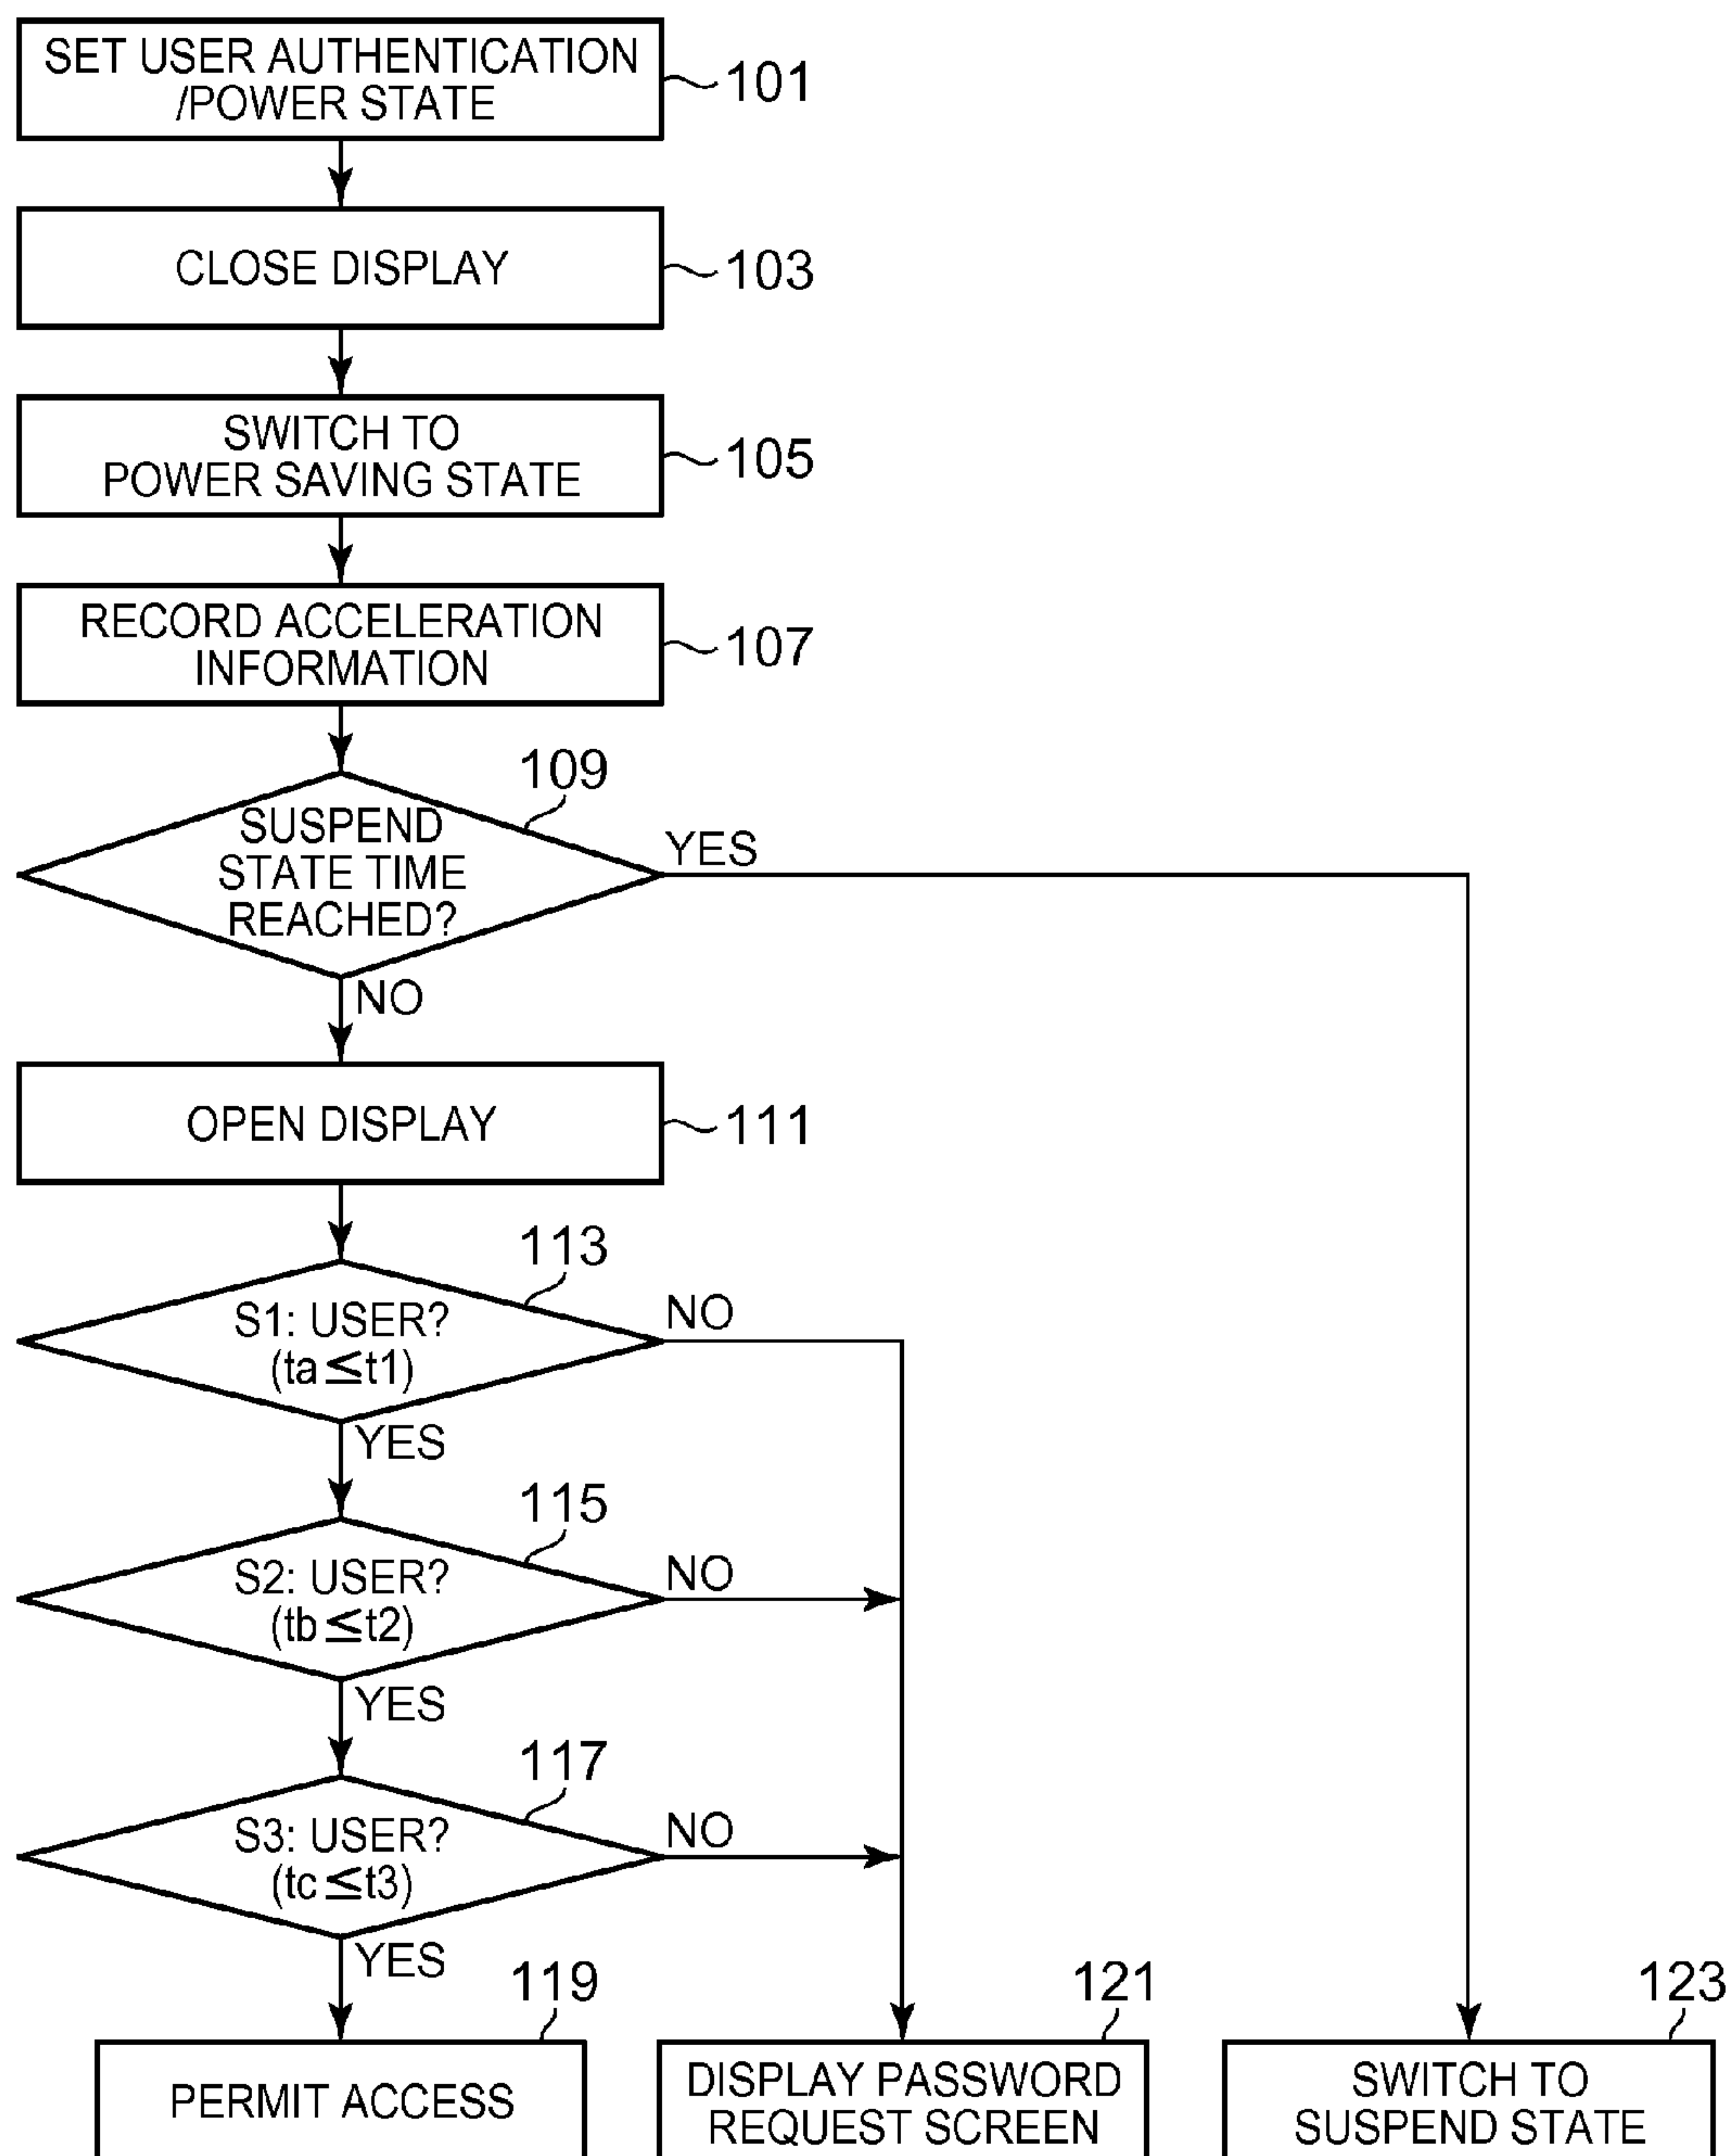 SET USER AUTHENTICATION
/POWER STATE
101
CLOSE DISPLAY
103
SWITCH TO
POWER SAVING STATE
105
RECORD ACCELERATION
INFORMATION
107
109
SUSPEND
STATE TIME
REACHED?
YES
NO
OPEN DISPLAY
111
113
S1: USER?
(ta≦t1)
NO
YES
115
S2: USER?
(tb≦t2)
NO
YES
117
S3: USER?
(tc≦t3)
NO
YES
119
PERMIT ACCESS
121
DISPLAY PASSWORD
REQUEST SCREEN
123
SWITCH TO
SUSPEND STATE